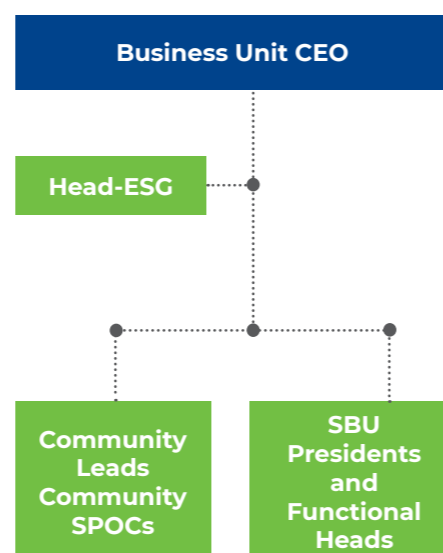 Business Unit CEO
Head-ESG
Community
Leads
Community
SPOCs
SBU
Presidents
and
Functional
Heads